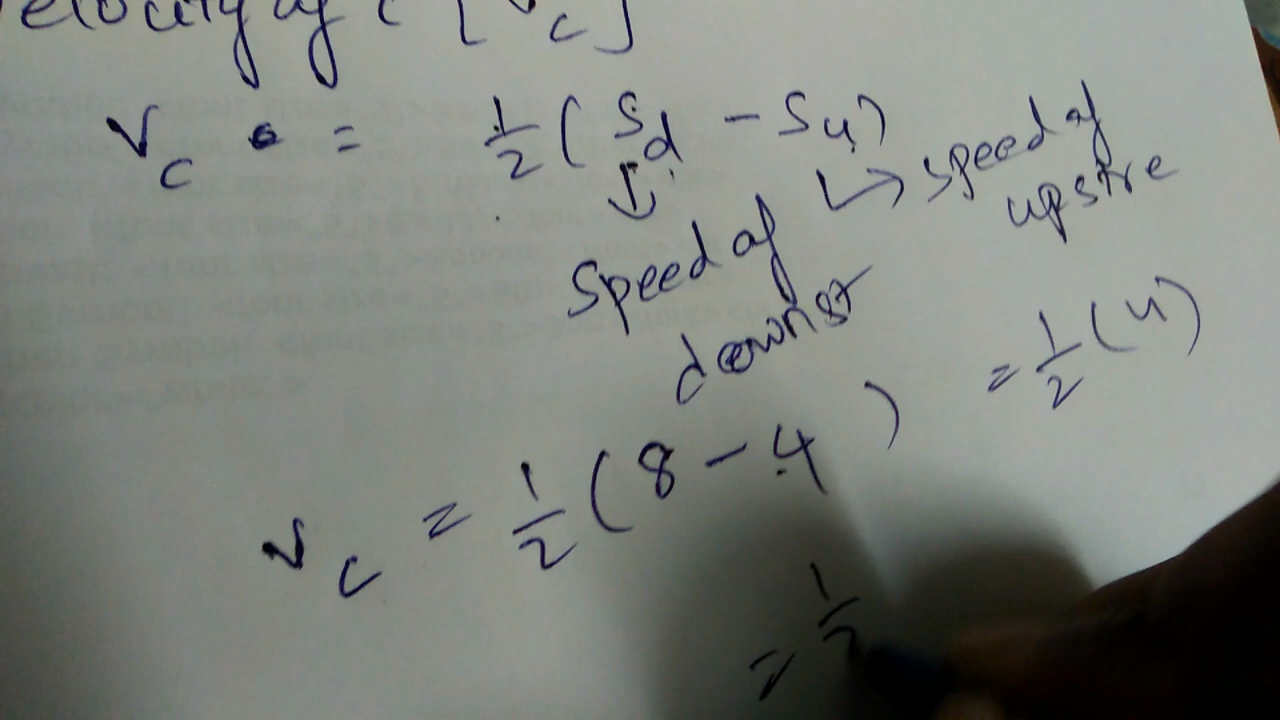 elocity of c [ Vc ]
Vc = 1/2 ( Sd - Su )
↓ ↳ speed of
upstre
Speed of
downst
= 1/2 ( 4 )
Vc = 1/2 ( 8 - 4 )
= 1/2